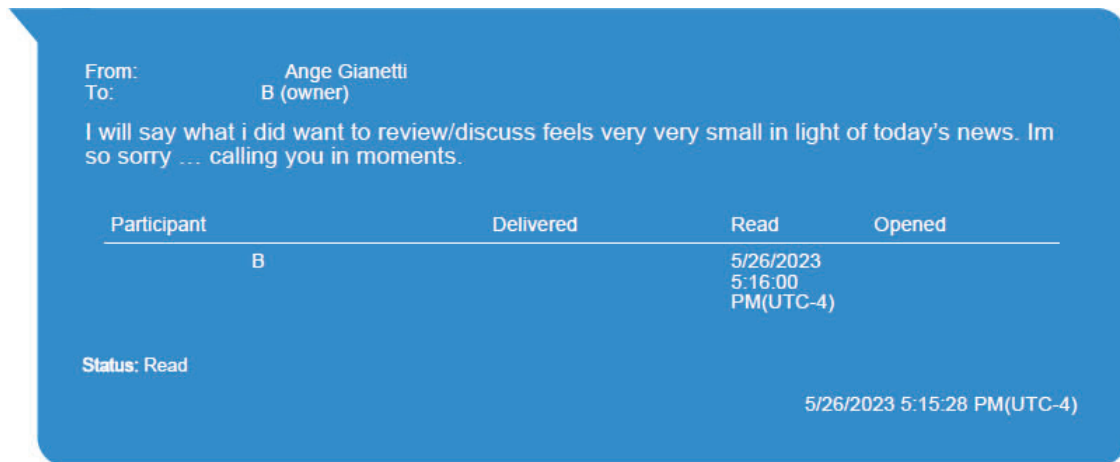 From: Ange Gianetti
To: B (owner)
I will say what i did want to review/discuss feels very very small in light of today's news. Im
so sorry … calling you in moments.
Participant Delivered Read Opened
B 5/26/2023
5:16:00
PM(UTC-4)
Status: Read
5/26/2023 5:15:28 PM(UTC-4)